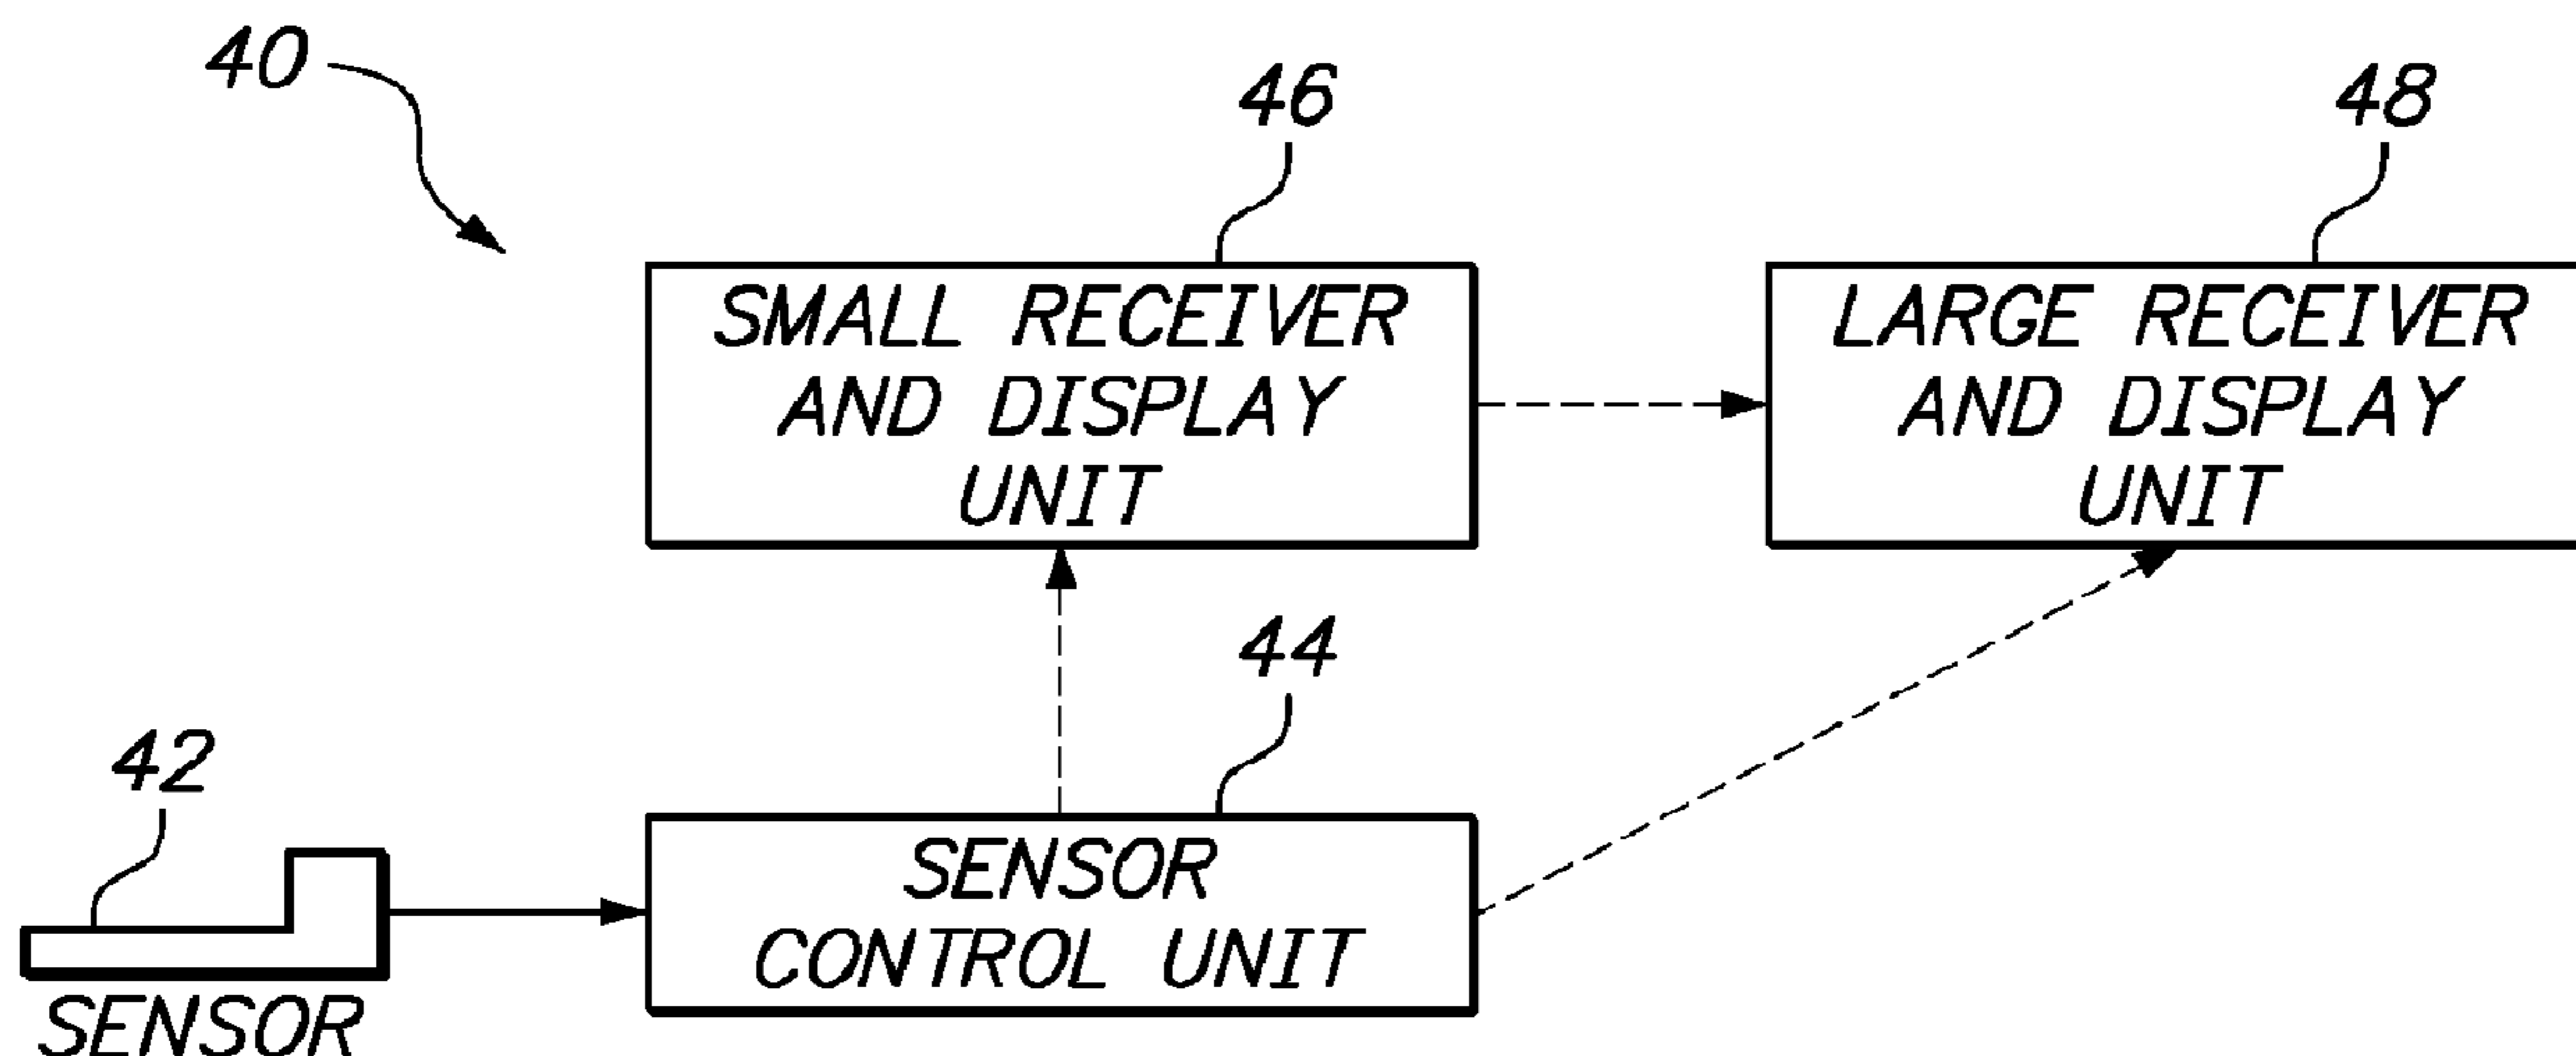 40
46
48
SMALL RECEIVER
AND DISPLAY
UNIT
LARGE RECEIVER
AND DISPLAY
UNIT
44
42
SENSOR
CONTROL UNIT
SENSOR